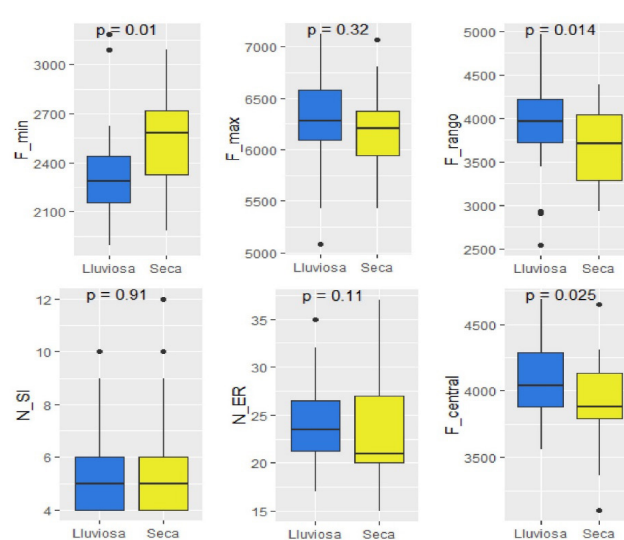 p = 0.01
F_min
3000
2700
2400
2100
Lluviosa Seca
p = 0.32
F_max
7000
6500
6000
5500
5000
Lluviosa Seca
p = 0.014
F_rango
5000
4500
4000
3500
3000
2500
Lluviosa Seca
p = 0.91
N_SI
12
10
8
6
4
Lluviosa Seca
p = 0.11
N_ER
35
30
25
20
15
Lluviosa Seca
p = 0.025
F_central
4500
4000
3500
Lluviosa Seca